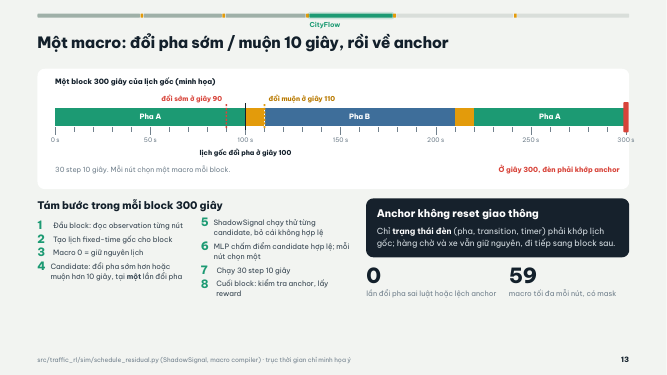 CityFlow
Một macro: đổi pha sớm / muộn 10 giây, rồi về anchor
Một block 300 giây của lịch gốc (minh họa)
đổi sớm ở giây 90
đổi muộn ở giây 110
Pha A
Pha B
Pha A
0 s
50 s
100 s
150 s
200 s
250 s
300 s
lịch gốc đổi pha ở giây 100
30 step 10 giây. Mỗi nút chọn một macro mỗi block.
Ở giây 300, đèn phải khớp anchor
Tám bước trong mỗi block 300 giây
1 Đầu block: đọc observation từng nút
2 Tạo lịch fixed-time gốc cho block
3 Macro 0 = giữ nguyên lịch
4 Candidate: đổi pha sớm hơn hoặc
muộn hơn 10 giây, tại một lần đổi pha
5 ShadowSignal chạy thử từng
candidate, bỏ cái không hợp lệ
6 MLP chấm điểm candidate hợp lệ; mỗi
nút chọn một
7 Chạy 30 step 10 giây
8 Cuối block: kiểm tra anchor, lấy
reward
Anchor không reset giao thông
Chỉ trạng thái đèn (pha, transition, timer) phải khớp lịch
gốc; hàng chờ và xe vẫn giữ nguyên, đi tiếp sang block sau.
0
lần đổi pha sai luật hoặc lệch anchor
59
macro tối đa mỗi nút, có mask
src/traffic_rl/sim/schedule_residual.py (ShadowSignal, macro compiler) · trục thời gian chỉ minh họa ý
13